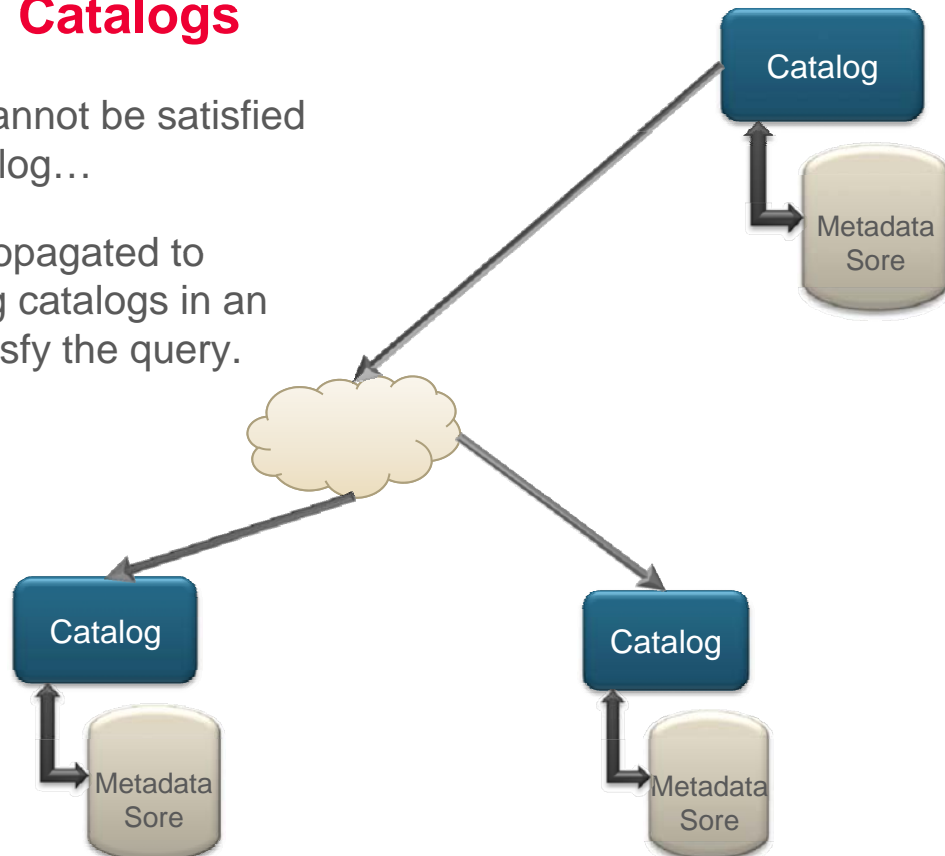 Catalogs
annot be satisfied
log…
opagated to
g catalogs in an
sfy the query.
Catalog
Metadata
Sore
Catalog
Metadata
Sore
Catalog
Metadata
Sore